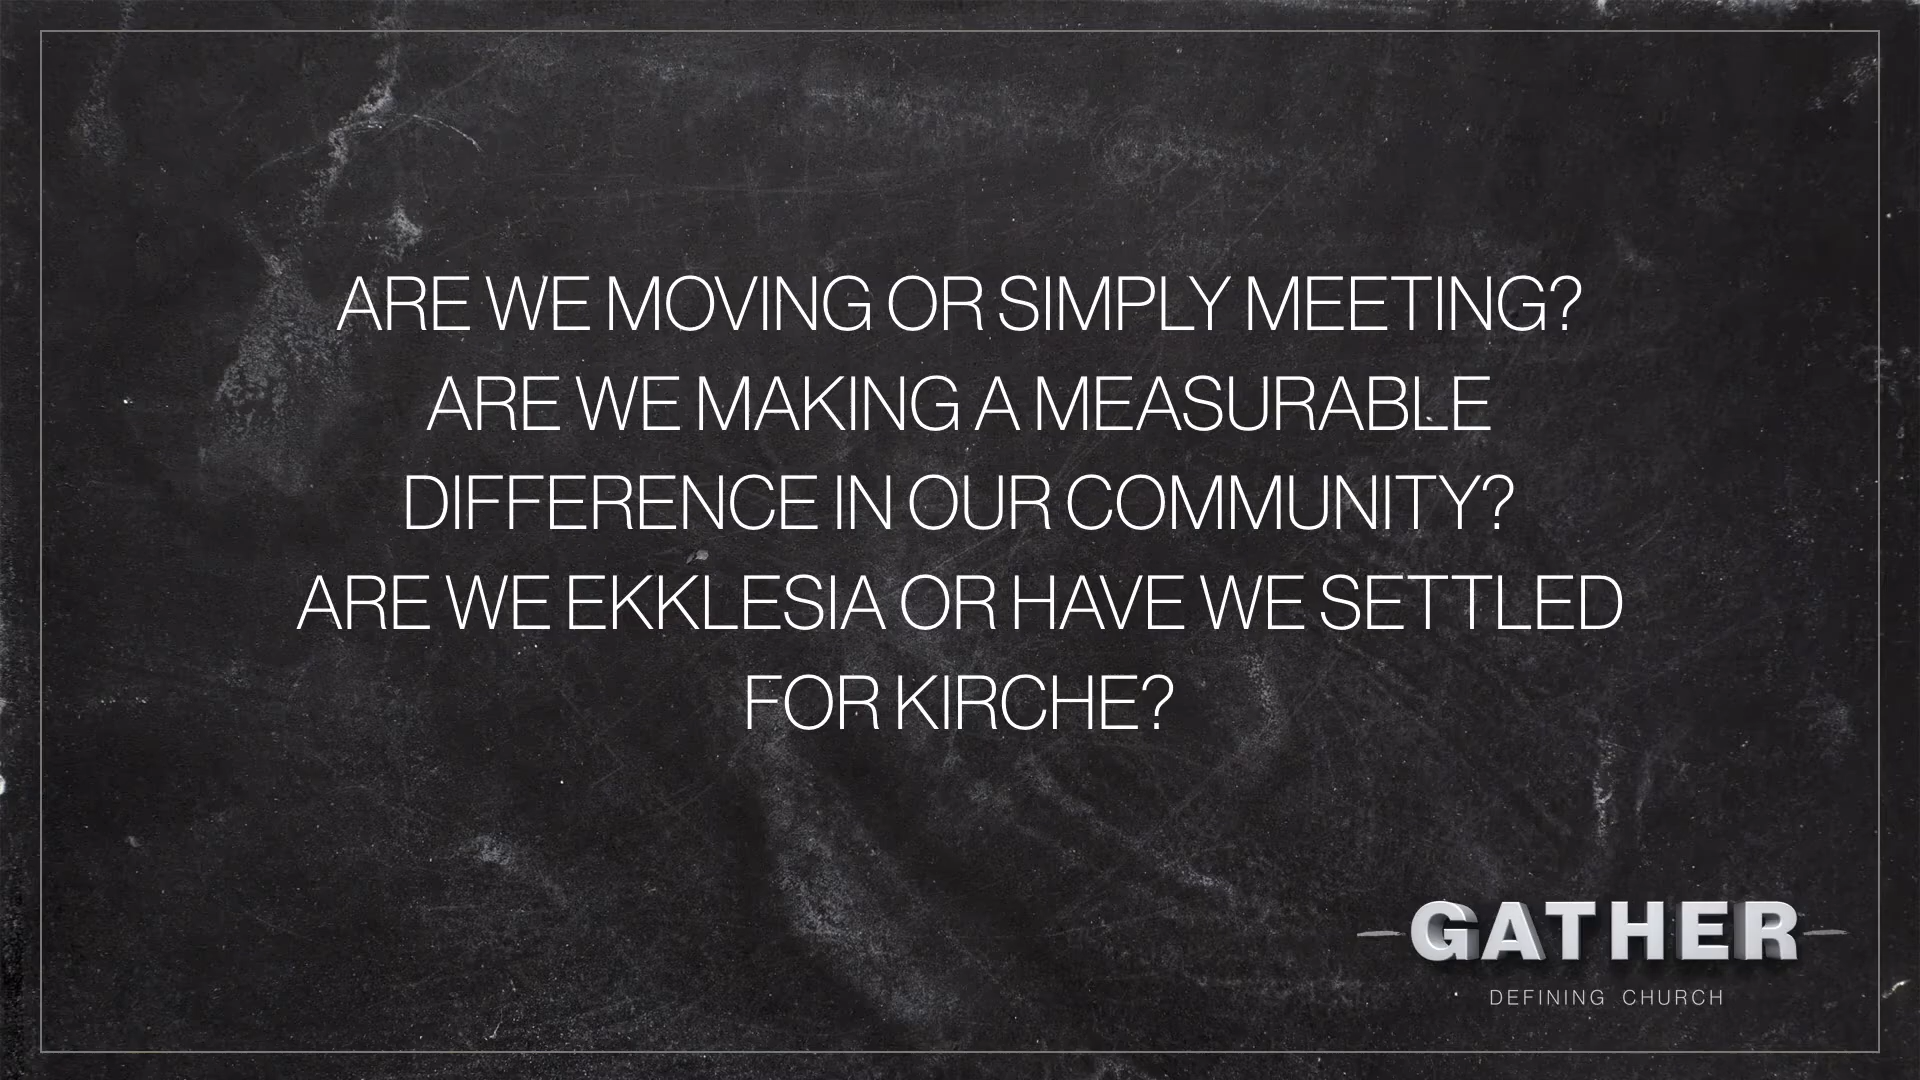 ARE WE MOVING OR SIMPLY MEETING?
ARE WE MAKING A MEASURABLE
DIFFERENCE IN OUR COMMUNITY?
ARE WE EKKLESIA OR HAVE WE SETTLED
FOR KIRCHE?
GATHER
DEFINING CHURCH